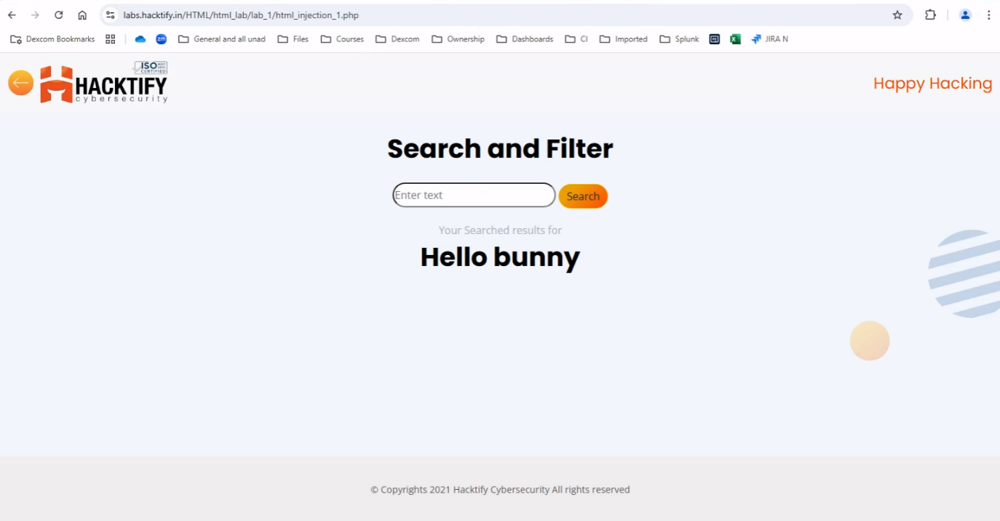 labs.hacktify.in/HTML/html_lab/lab_1/html_injection_1.php
Dexcom Bookmarks zm General and all unad Files Courses Dexcom Ownership Dashboards CI Imported Splunk JIRA N
ISO
CERTIFIED
HACKTIFY
cybersecurity
Happy Hacking
Search and Filter
Enter text Search
Your Searched results for
Hello bunny
© Copyrights 2021 Hacktify Cybersecurity All rights reserved